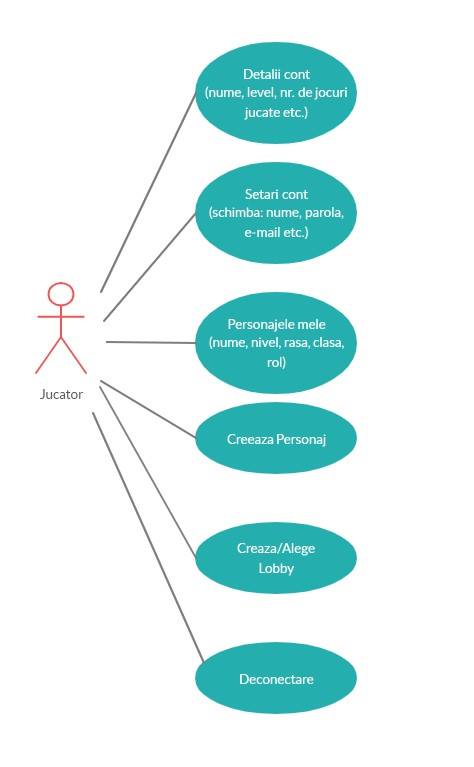 Detalii cont
(nume, level, nr. de jocuri
jucate etc.)
Setari cont
(schimba: nume, parola,
e-mail etc.)
Personajele mele
(nume, nivel, rasa, clasa,
rol)
Jucator
Creeaza Personaj
Creaza/Alege
Lobby
Deconectare